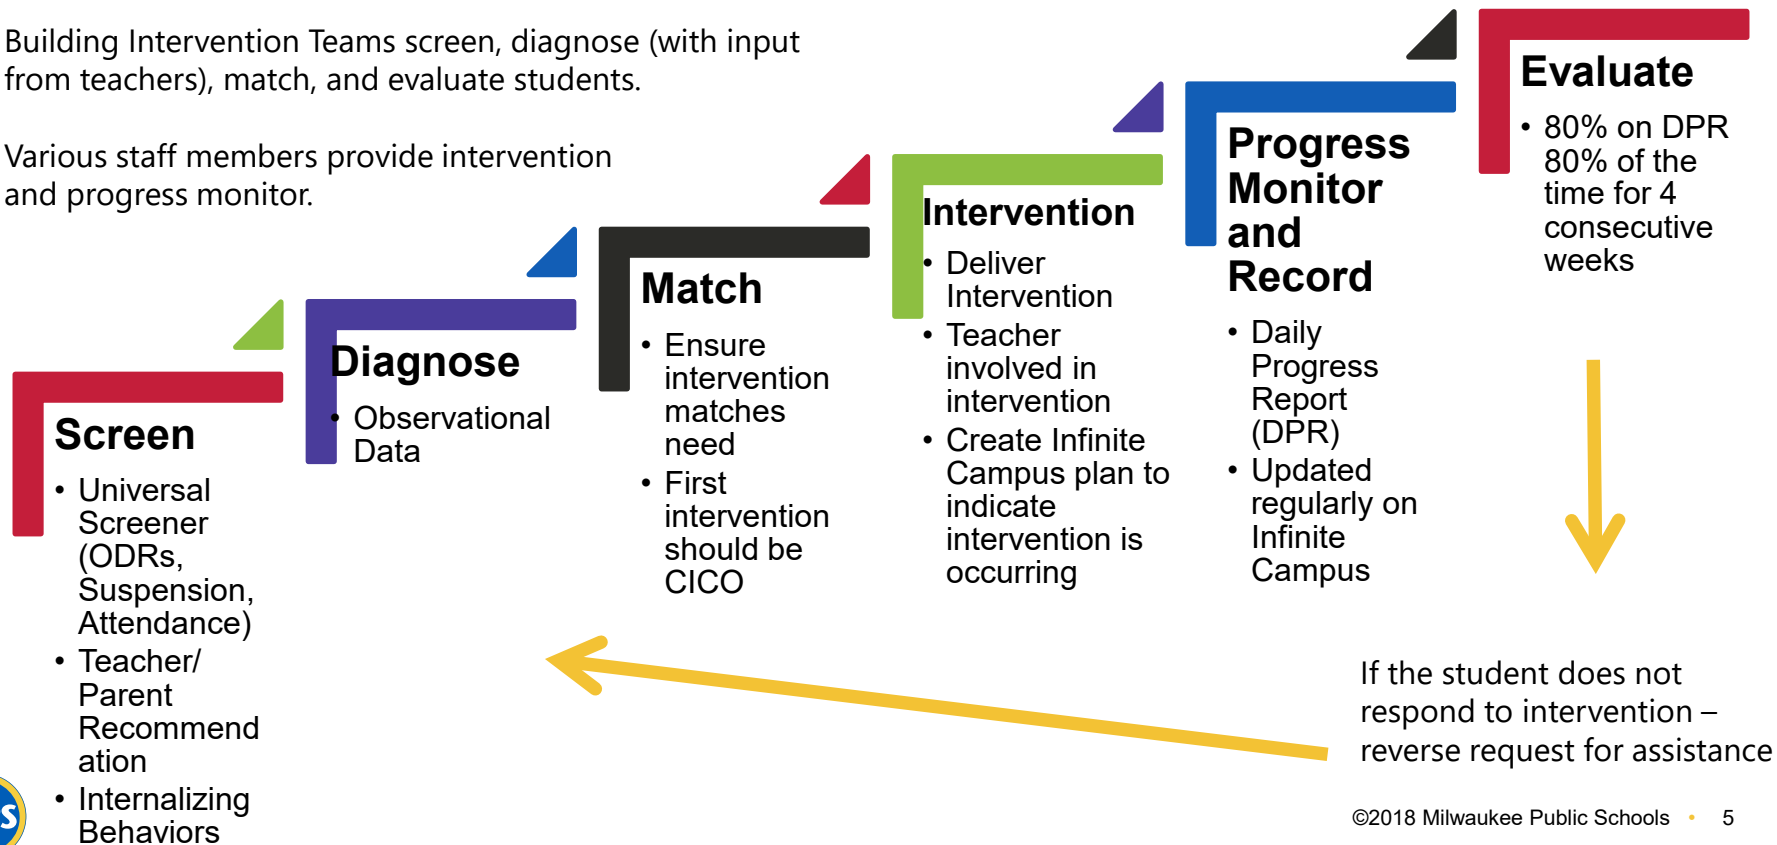 Building Intervention Teams screen, diagnose (with input
from teachers), match, and evaluate students.
Various staff members provide intervention
and progress monitor.
Screen
• Universal
Screener
(ODRs,
Suspension,
Attendance)
• Teacher/
Parent
Recommend
ation
• Internalizing
Behaviors
Diagnose
• Observational
Data
Match
• Ensure
intervention
matches
need
• First
intervention
should be
CICO
Intervention
• Deliver
Intervention
• Teacher
involved in
intervention
• Create Infinite
Campus plan to
indicate
intervention is
occurring
Progress
Monitor
and
Record
• Daily
Progress
Report
(DPR)
• Updated
regularly on
Infinite
Campus
Evaluate
• 80% on DPR
80% of the
time for 4
consecutive
weeks
If the student does not
respond to intervention –
reverse request for assistance
S
©2018 Milwaukee Public Schools • 5